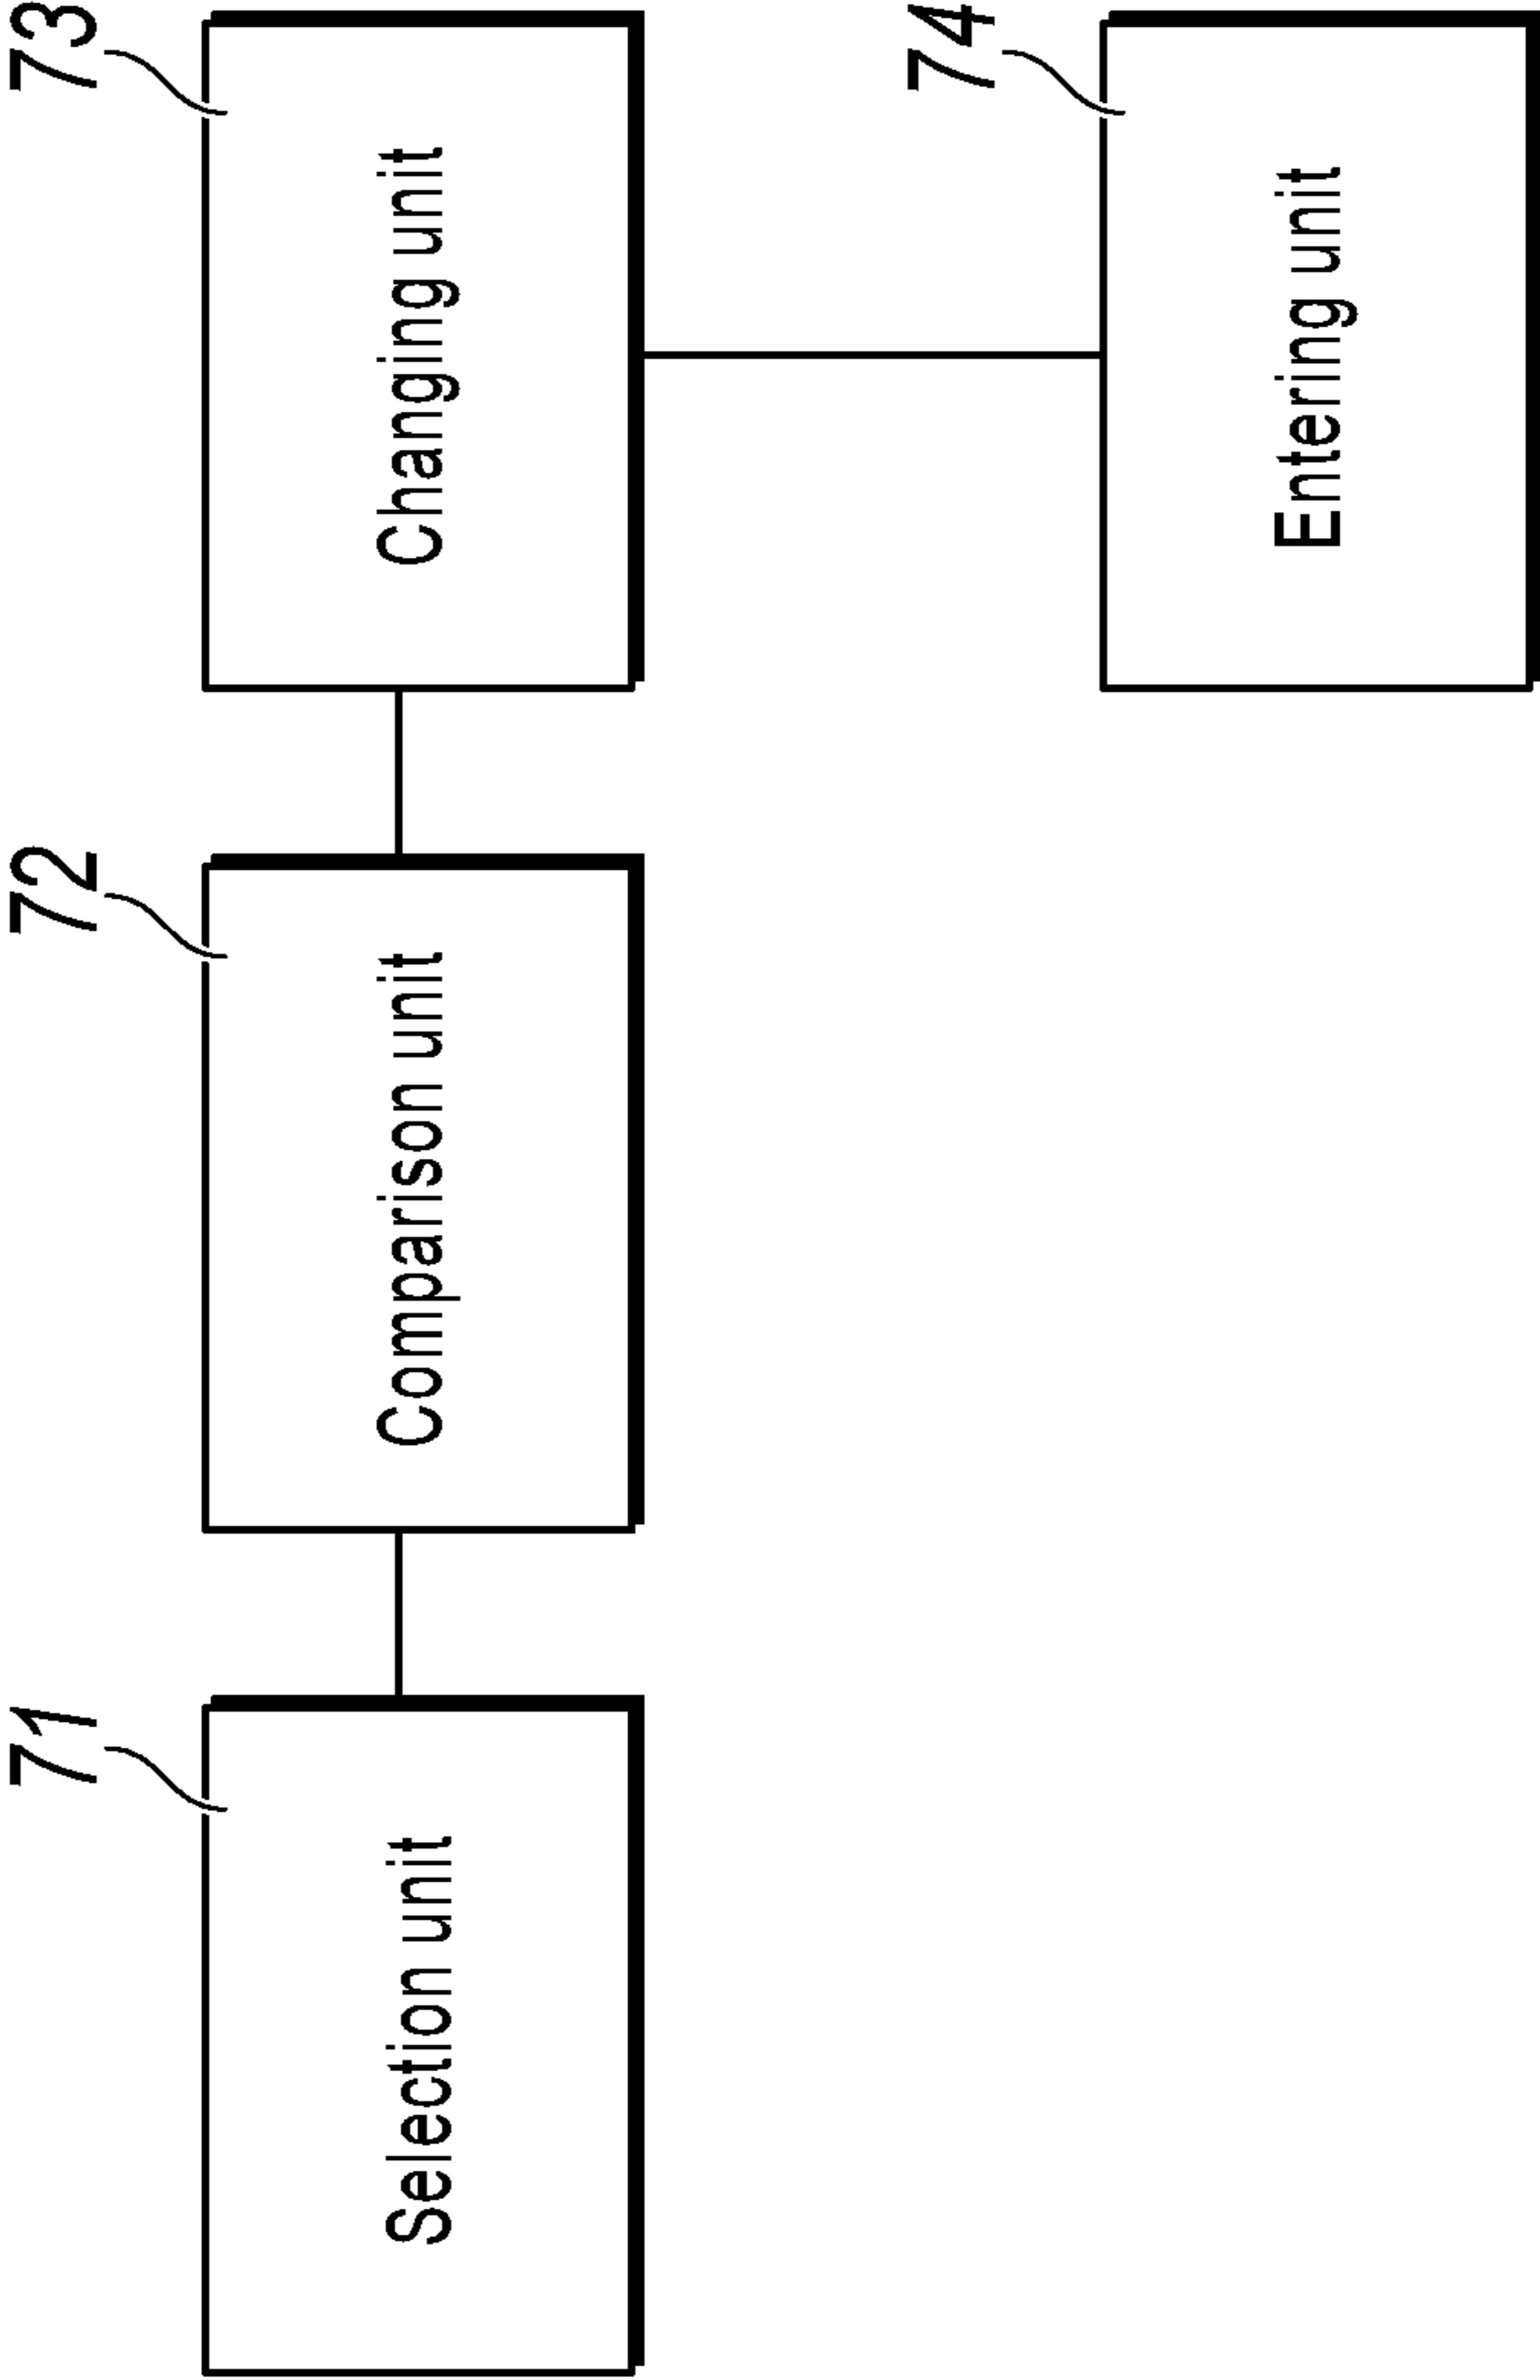 71
Selection unit
72
Comparison unit
73
Changing unit
74
Entering unit